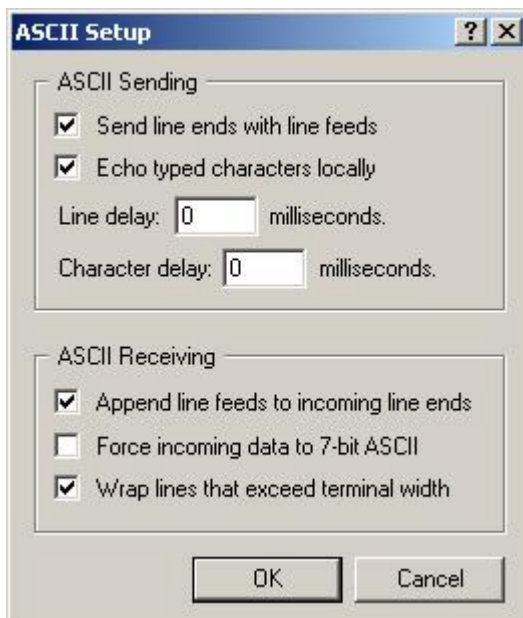 ASCII Setup
ASCII Sending
Send line ends with line feeds
Echo typed characters locally
Line delay: 0 milliseconds.
Character delay: 0 milliseconds.
ASCII Receiving
Append line feeds to incoming line ends
Force incoming data to 7-bit ASCII
Wrap lines that exceed terminal width
OK Cancel